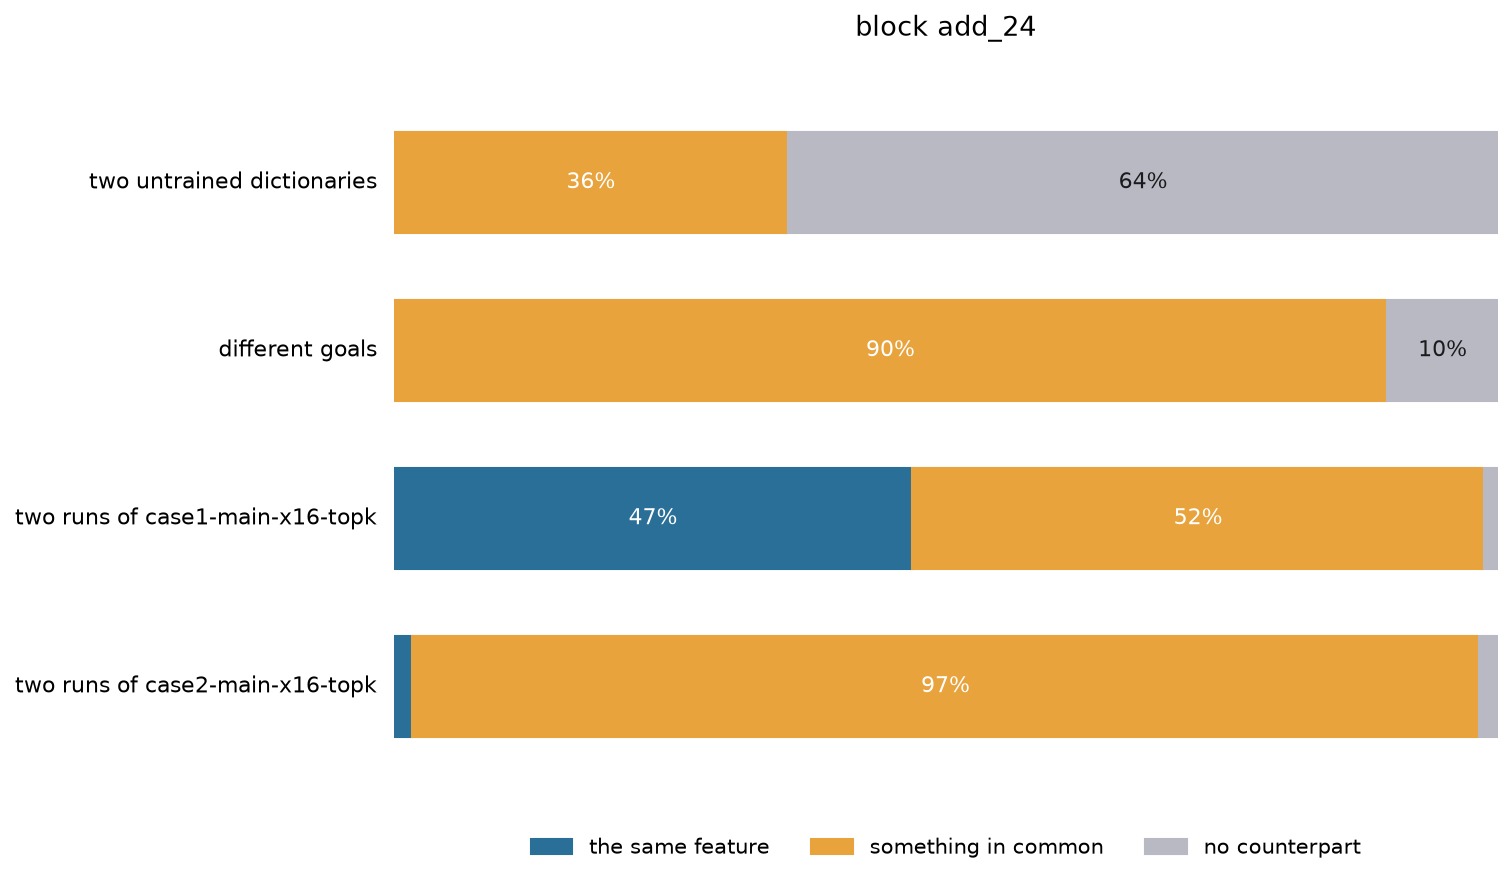 block add_24
two untrained dictionaries
36%
64%
different goals
90%
10%
two runs of case1-main-x16-topk
47%
52%
two runs of case2-main-x16-topk
97%
the same feature
something in common
no counterpart